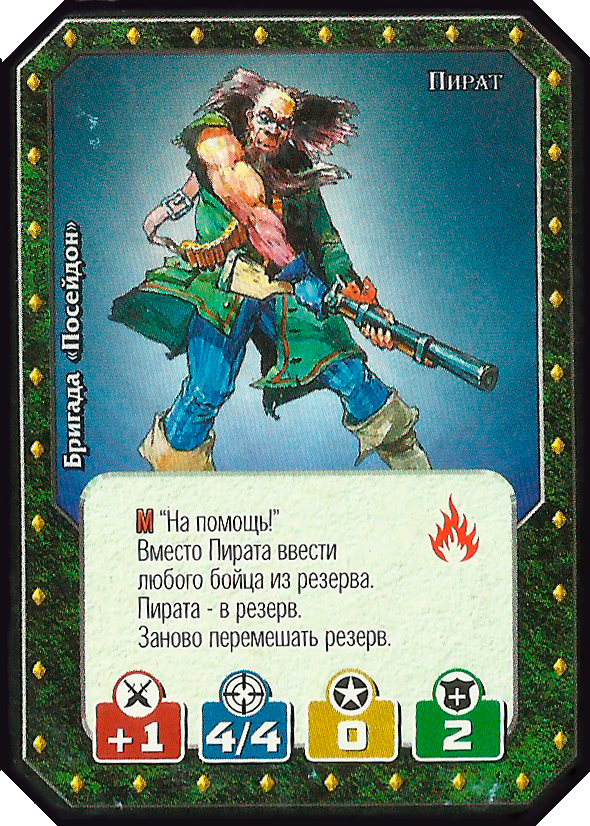 Пират
Бригада «Посейдон»
М “На помощь!”
Вместо Пирата ввести
любого бойца из резерва.
Пирата - в резерв.
Заново перемешать резерв.
+1
4/4
0
2